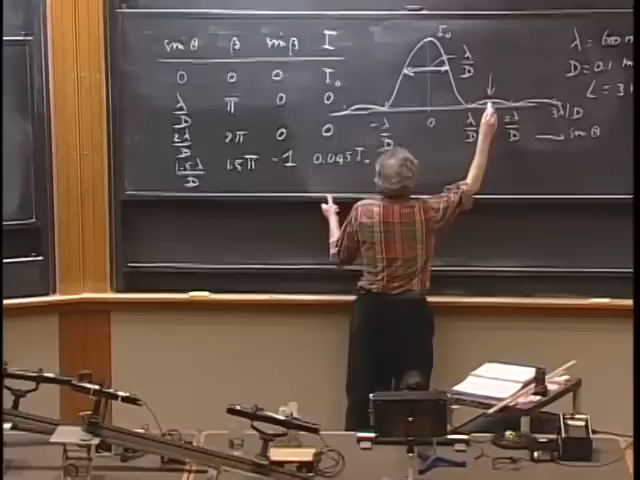 sin θ β sin β I
0 0 0 I₀
λ/D π 0 0
2λ/D 2π 0 0
1.5λ/D 1.5π -1 0.045 I₀
I₀
λ/D
-λ/D 0 λ/D 2λ/D 3λ/D
→ sin θ
λ = 600
D = 0.1
L = 3